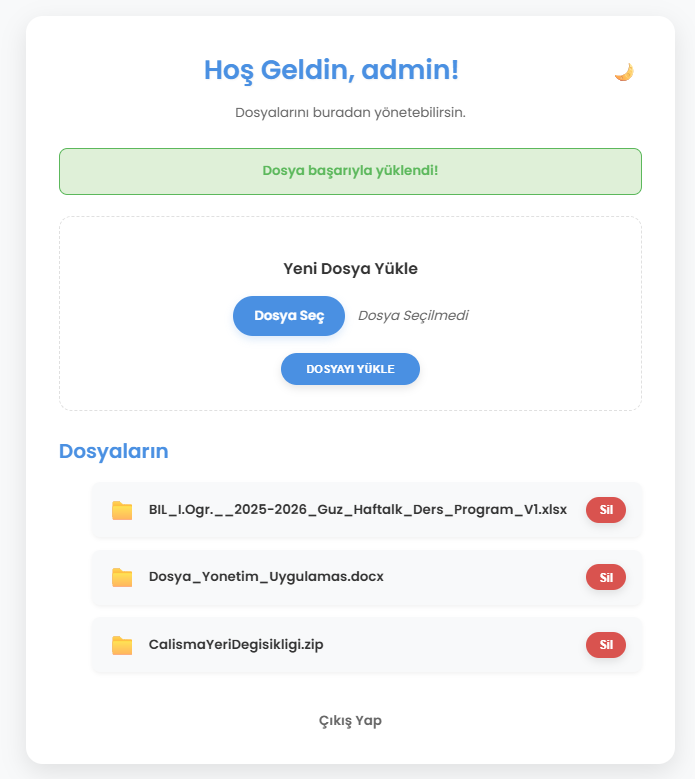 Hoş Geldin, admin!
Dosyalarını buradan yönetebilirsin.
Dosya başarıyla yüklendi!
Yeni Dosya Yükle
Dosya Seç Dosya Seçilmedi
DOSYAYI YÜKLE
Dosyaların
BIL_I.Ogr.__2025-2026_Guz_Haftalk_Ders_Program_V1.xlsx Sil
Dosya_Yonetim_Uygulamas.docx Sil
CalismaYeriDegisikligi.zip Sil
Çıkış Yap